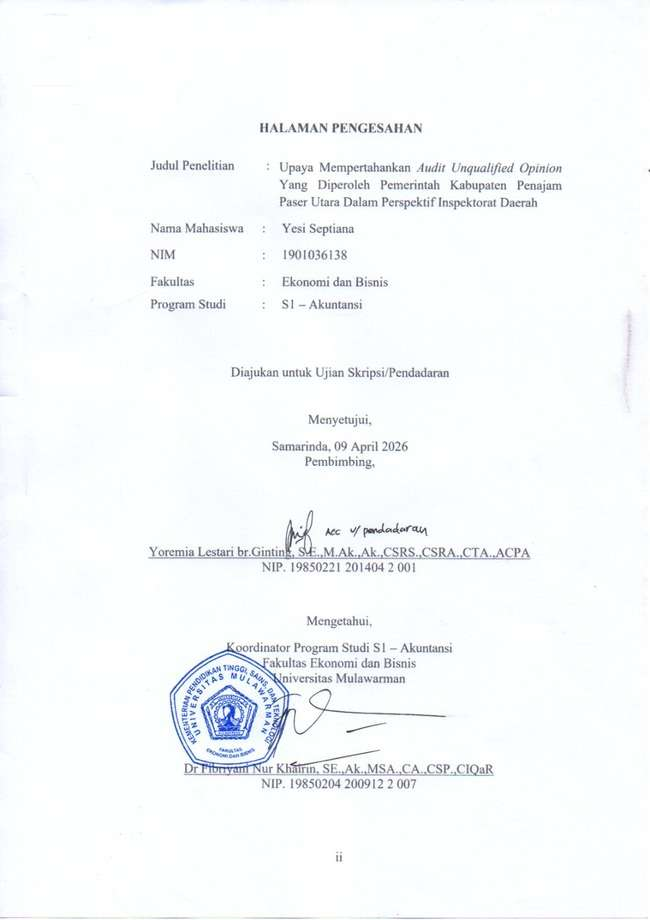 HALAMAN PENGESAHAN
Judul Penelitian : Upaya Mempertahankan Audit Unqualified Opinion
Yang Diperoleh Pemerintah Kabupaten Penajam
Paser Utara Dalam Perspektif Inspektorat Daerah
Nama Mahasiswa : Yesi Septiana
NIM : 1901036138
Fakultas : Ekonomi dan Bisnis
Program Studi : S1 – Akuntansi
Diajukan untuk Ujian Skripsi/Pendadaran
Menyetujui,
Samarinda, 09 April 2026
Pembimbing,
Acc u/ pendadaran
Yoremia Lestari br.Ginting, S.E.,M.Ak.,Ak.,CSRS.,CSRA.,CTA.,ACPA
NIP. 19850221 201404 2 001
Mengetahui,
Koordinator Program Studi S1 – Akuntansi
Fakultas Ekonomi dan Bisnis
Universitas Mulawarman
KEMENTERIAN PENDIDIKAN TINGGI, SAINS, DAN TEKNOLOGI
UNIVERSITAS MULAWARMAN
FAKULTAS
EKONOMI DAN BISNIS
Dr Fibriyani Nur Khairin, SE.,Ak.,MSA.,CA.,CSP.,CIQaR
NIP. 19850204 200912 2 007
ii